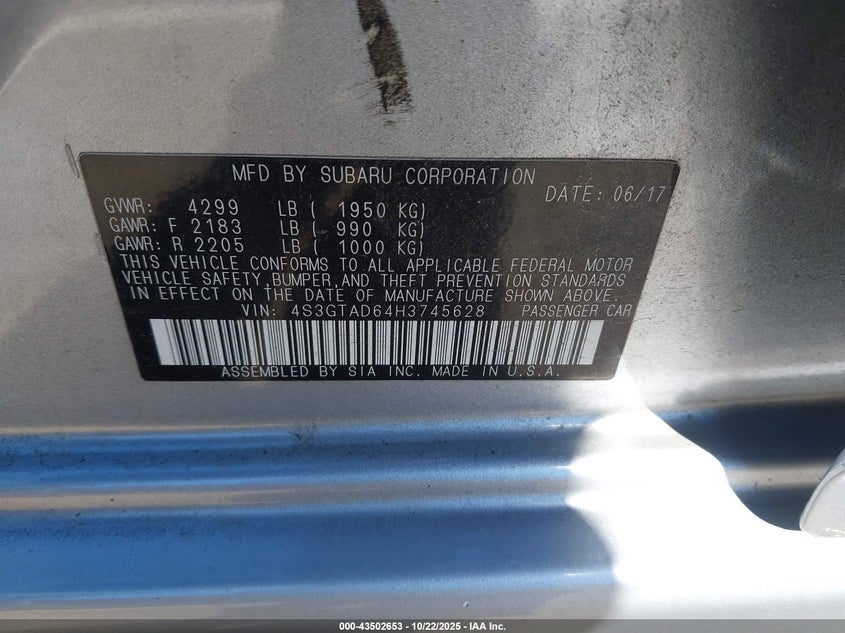 MFD BY SUBARU CORPORATION
DATE: 06/17
GVWR: 4299 LB ( 1950 KG)
GAWR: F 2183 LB ( 990 KG)
GAWR: R 2205 LB ( 1000 KG)
THIS VEHICLE CONFORMS TO ALL APPLICABLE FEDERAL MOTOR
VEHICLE SAFETY,BUMPER,AND THEFT PREVENTION STANDARDS
IN EFFECT ON THE DATE OF MANUFACTURE SHOWN ABOVE.
VIN: 4S3GTAD64H3745628 PASSENGER CAR
ASSEMBLED BY SIA INC. MADE IN U.S.A.
000-43502653 | 10/22/2025 | IAA Inc.